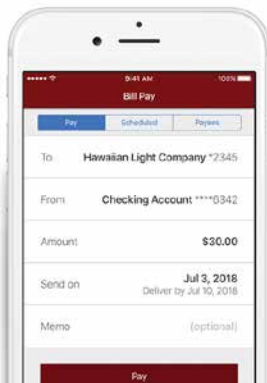 9:41 AM 100%
Bill Pay
Pay Scheduled Payees
To Hawaiian Light Company *2345
From Checking Account ****6342
Amount $30.00
Send on Jul 3, 2018
Deliver by Jul 10, 2018
Memo (optional)
Pay